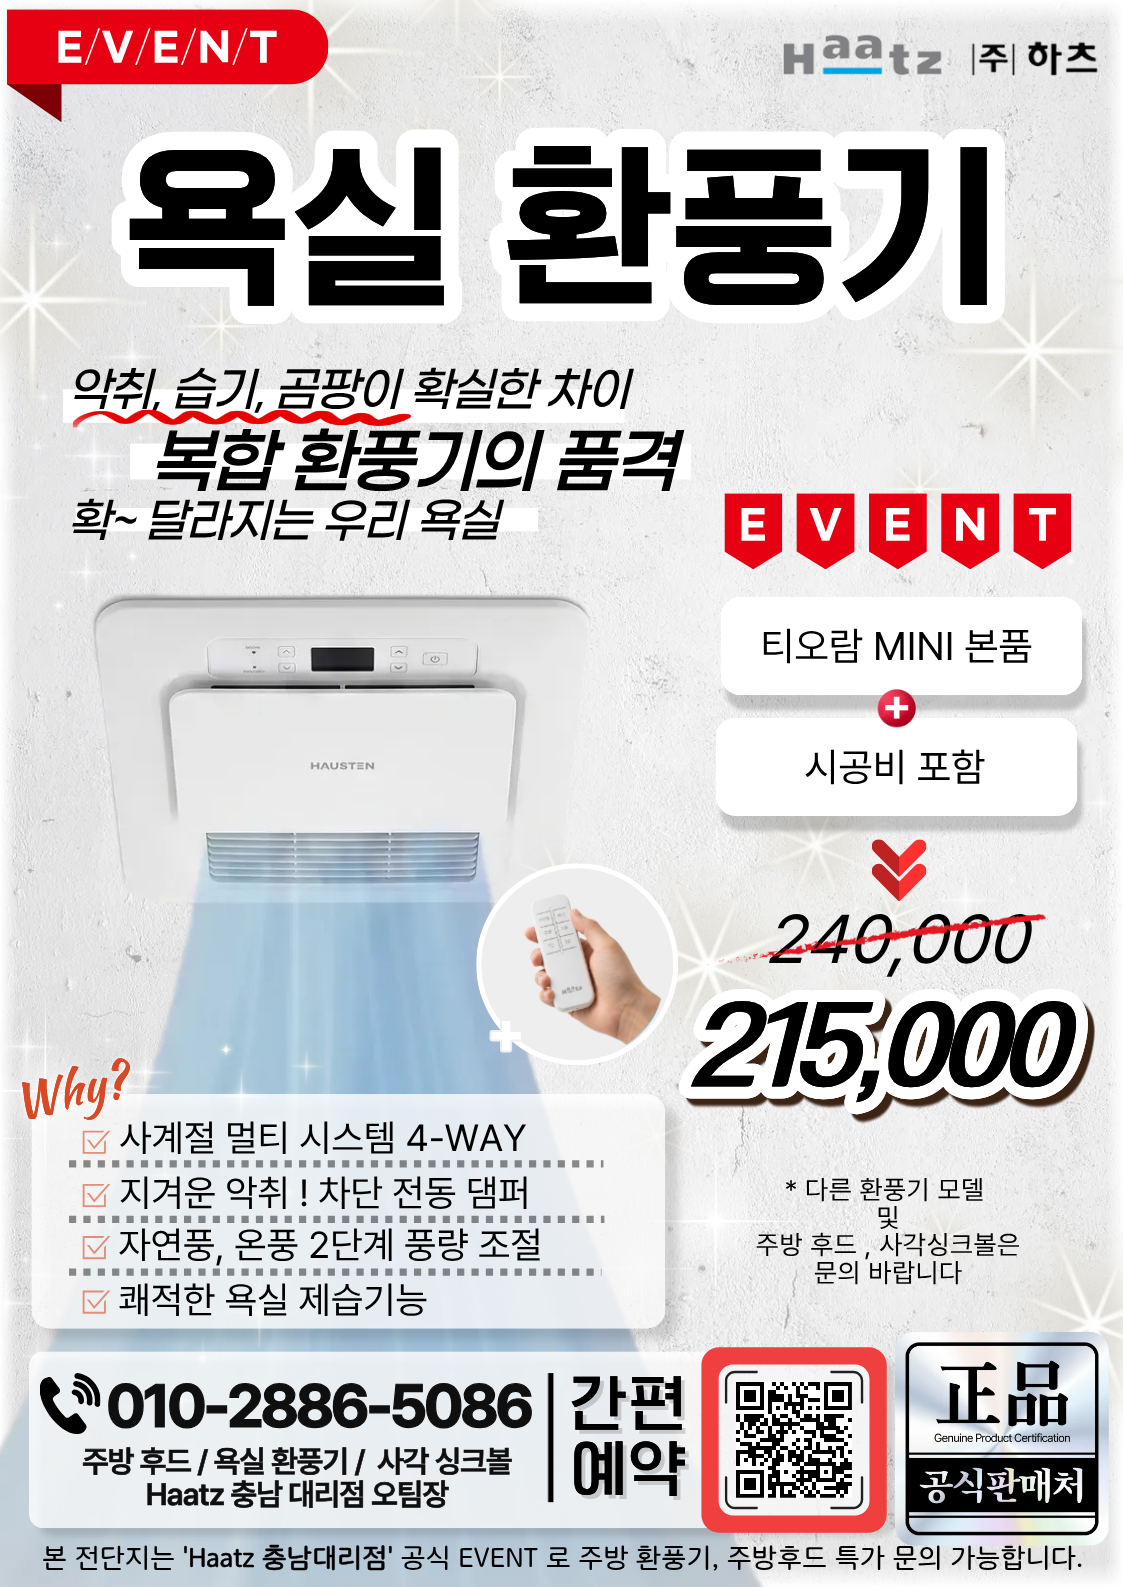 E/V/E/N/T
Haatz |주| 하츠
욕실 환풍기
악취, 습기, 곰팡이 확실한 차이
복합 환풍기의 품격
확~ 달라지는 우리 욕실
EVENT
티오람 MINI 본품
시공비 포함
240,000
215,000
HAUSTEN
Why?
사계절 멀티 시스템 4-WAY
지겨운 악취 ! 차단 전동 댐퍼
자연풍, 온풍 2단계 풍량 조절
쾌적한 욕실 제습기능
* 다른 환풍기 모델
및
주방 후드 , 사각싱크볼은
문의 바랍니다
010-2886-5086
주방 후드 / 욕실 환풍기 / 사각 싱크볼
Haatz 충남 대리점 오팀장
간편
예약
正品
Genuine Product Certification
공식판매처
본 전단지는 'Haatz 충남대리점' 공식 EVENT 로 주방 환풍기, 주방후드 특가 문의 가능합니다.